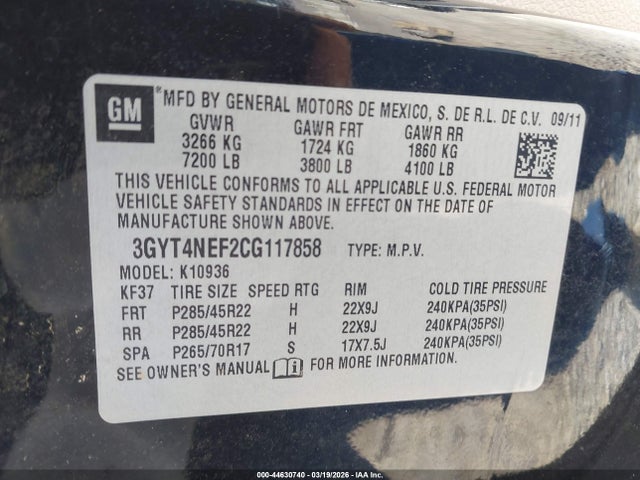 GM
*MFD BY GENERAL MOTORS DE MEXICO, S. DE R.L. DE C.V. 09/11
GVWR GAWR FRT GAWR RR
3266 KG 1724 KG 1860 KG
7200 LB 3800 LB 4100 LB
THIS VEHICLE CONFORMS TO ALL APPLICABLE U.S. FEDERAL MOTOR
VEHICLE SAFETY STANDARDS IN EFFECT ON THE DATE OF
MANUFACTURE SHOWN ABOVE.
3GYT4NEF2CG117858 TYPE: M.P.V.
MODEL: K10936
KF37 TIRE SIZE SPEED RTG RIM COLD TIRE PRESSURE
FRT P285/45R22 H 22X9J 240KPA(35PSI)
RR P285/45R22 H 22X9J 240KPA(35PSI)
SPA P265/70R17 S 17X7.5J 240KPA(35PSI)
SEE OWNER'S MANUAL i FOR MORE INFORMATION.
000-44630740 - 03/19/2026 - IAAI.COM